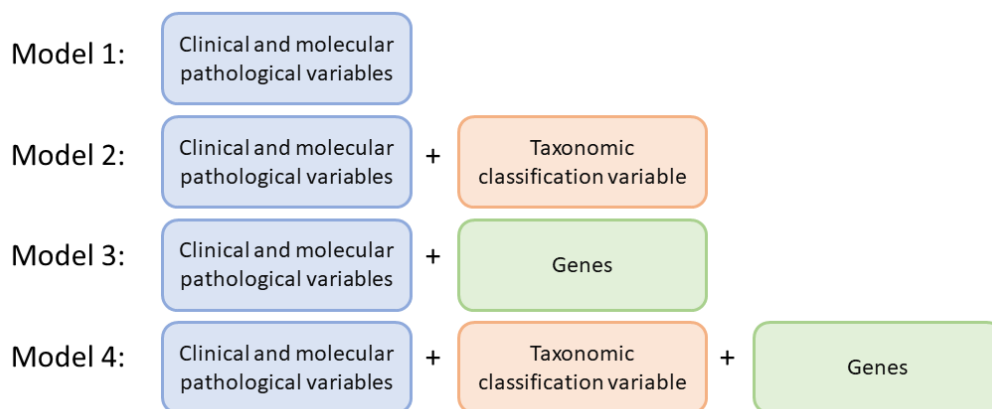 Model 1:
Clinical and molecular
pathological variables
Model 2:
Clinical and molecular
pathological variables
+
Taxonomic
classification variable
Model 3:
Clinical and molecular
pathological variables
+
Genes
Model 4:
Clinical and molecular
pathological variables
+
Taxonomic
classification variable
+
Genes